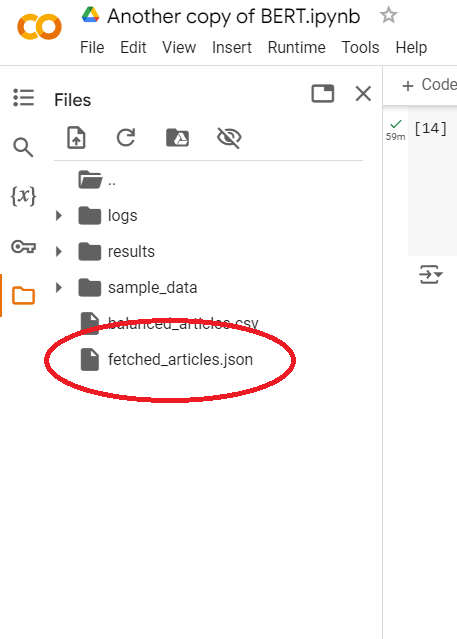 Another copy of BERT.ipynb
File Edit View Insert Runtime Tools Help
Files
+ Code
59m
[14]
{x}
..
logs
results
sample_data
balanced_articles.csv
fetched_articles.json